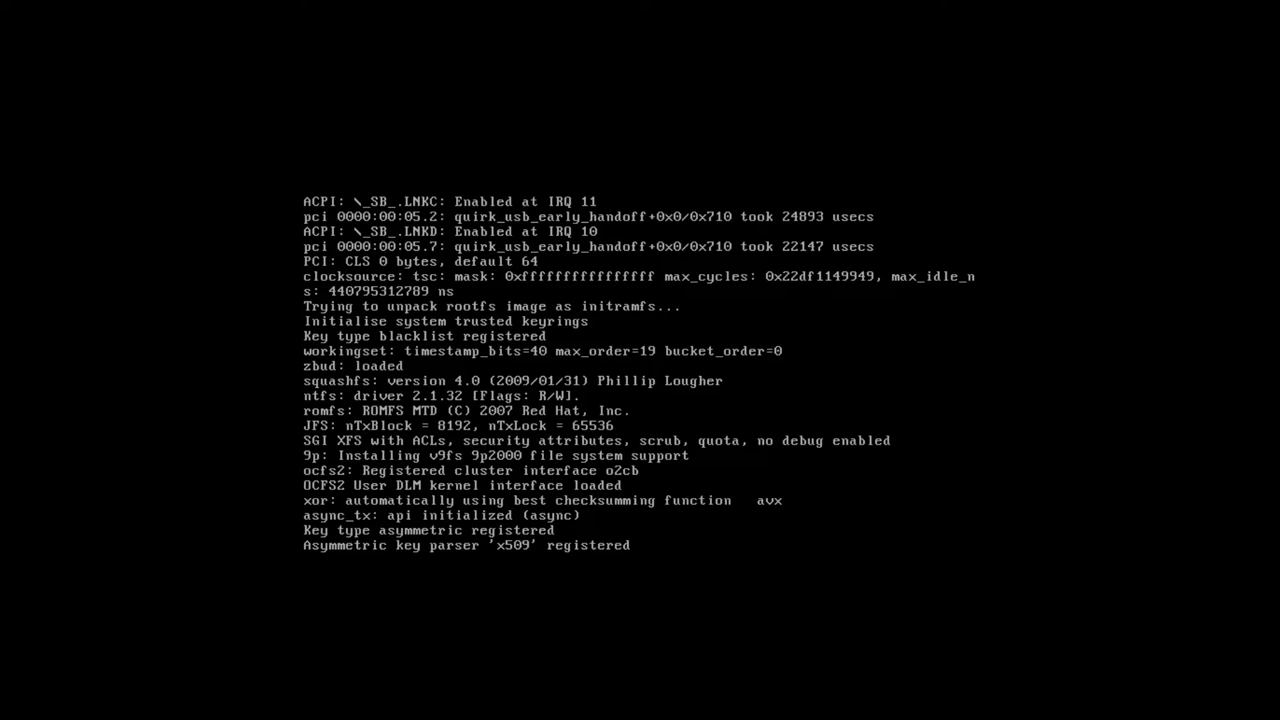 ACPI: \_SB_.LNKC: Enabled at IRQ 11
pci 0000:00:05.2: quirk_usb_early_handoff+0x0/0x710 took 24893 usecs
ACPI: \_SB_.LNKD: Enabled at IRQ 10
pci 0000:00:05.7: quirk_usb_early_handoff+0x0/0x710 took 22147 usecs
PCI: CLS 0 bytes, default 64
clocksource: tsc: mask: 0xffffffffffffffff max_cycles: 0x22df1149949, max_idle_n
s: 440795312789 ns
Trying to unpack rootfs image as initramfs...
Initialise system trusted keyrings
Key type blacklist registered
workingset: timestamp_bits=40 max_order=19 bucket_order=0
zbud: loaded
squashfs: version 4.0 (2009/01/31) Phillip Lougher
ntfs: driver 2.1.32 [Flags: R/W].
romfs: ROMFS MTD (C) 2007 Red Hat, Inc.
JFS: nTxBlock = 8192, nTxLock = 65536
SGI XFS with ACLs, security attributes, scrub, quota, no debug enabled
9p: Installing v9fs 9p2000 file system support
ocfs2: Registered cluster interface o2cb
OCFS2 User DLM kernel interface loaded
xor: automatically using best checksumming function   avx
async_tx: api initialized (async)
Key type asymmetric registered
Asymmetric key parser 'x509' registered